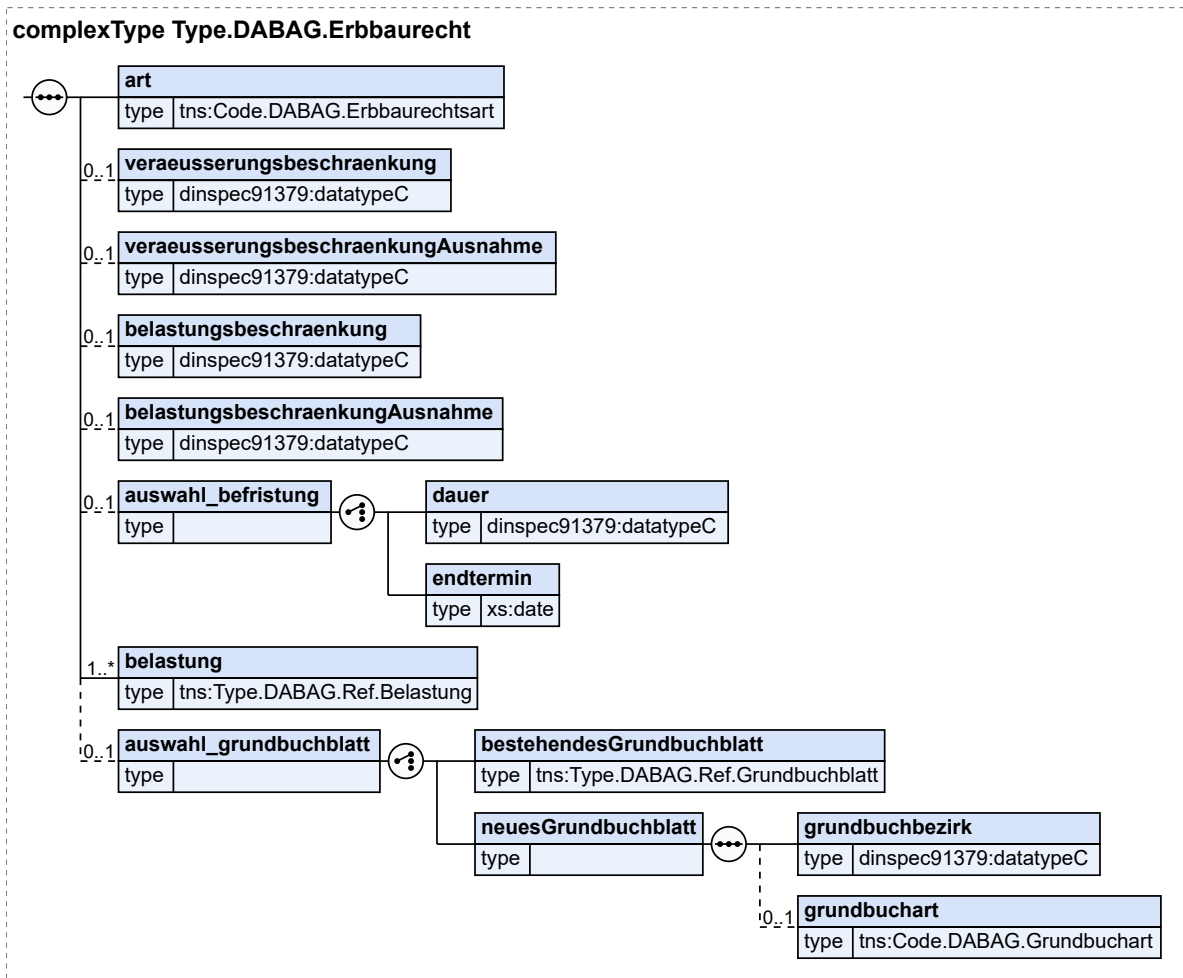 complexType Type.DABAG.Erbbaurecht
art
type tns:Code.DABAG.Erbbaurechtsart
0..1 veraeusserungsbeschraenkung
type dinspec91379:datatypeC
0..1 veraeusserungsbeschraenkungAusnahme
type dinspec91379:datatypeC
0..1 belastungsbeschraenkung
type dinspec91379:datatypeC
0..1 belastungsbeschraenkungAusnahme
type dinspec91379:datatypeC
0..1 auswahl_befristung
type
dauer
type dinspec91379:datatypeC
endtermin
type xs:date
1..* belastung
type tns:Type.DABAG.Ref.Belastung
0..1 auswahl_grundbuchblatt
type
bestehendesGrundbuchblatt
type tns:Type.DABAG.Ref.Grundbuchblatt
neuesGrundbuchblatt
type
grundbuchbezirk
type dinspec91379:datatypeC
0..1 grundbuchart
type tns:Code.DABAG.Grundbuchart